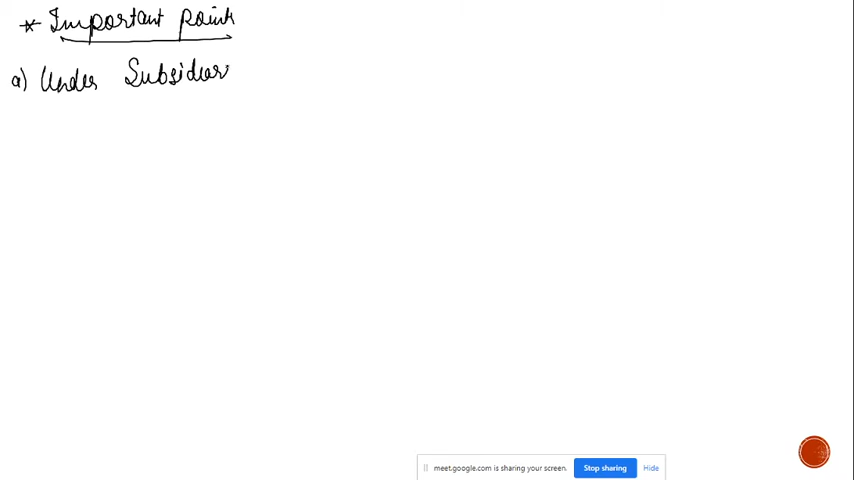 * Important point
a) Under Subsidiar
meet.google.com is sharing your screen. Stop sharing Hide